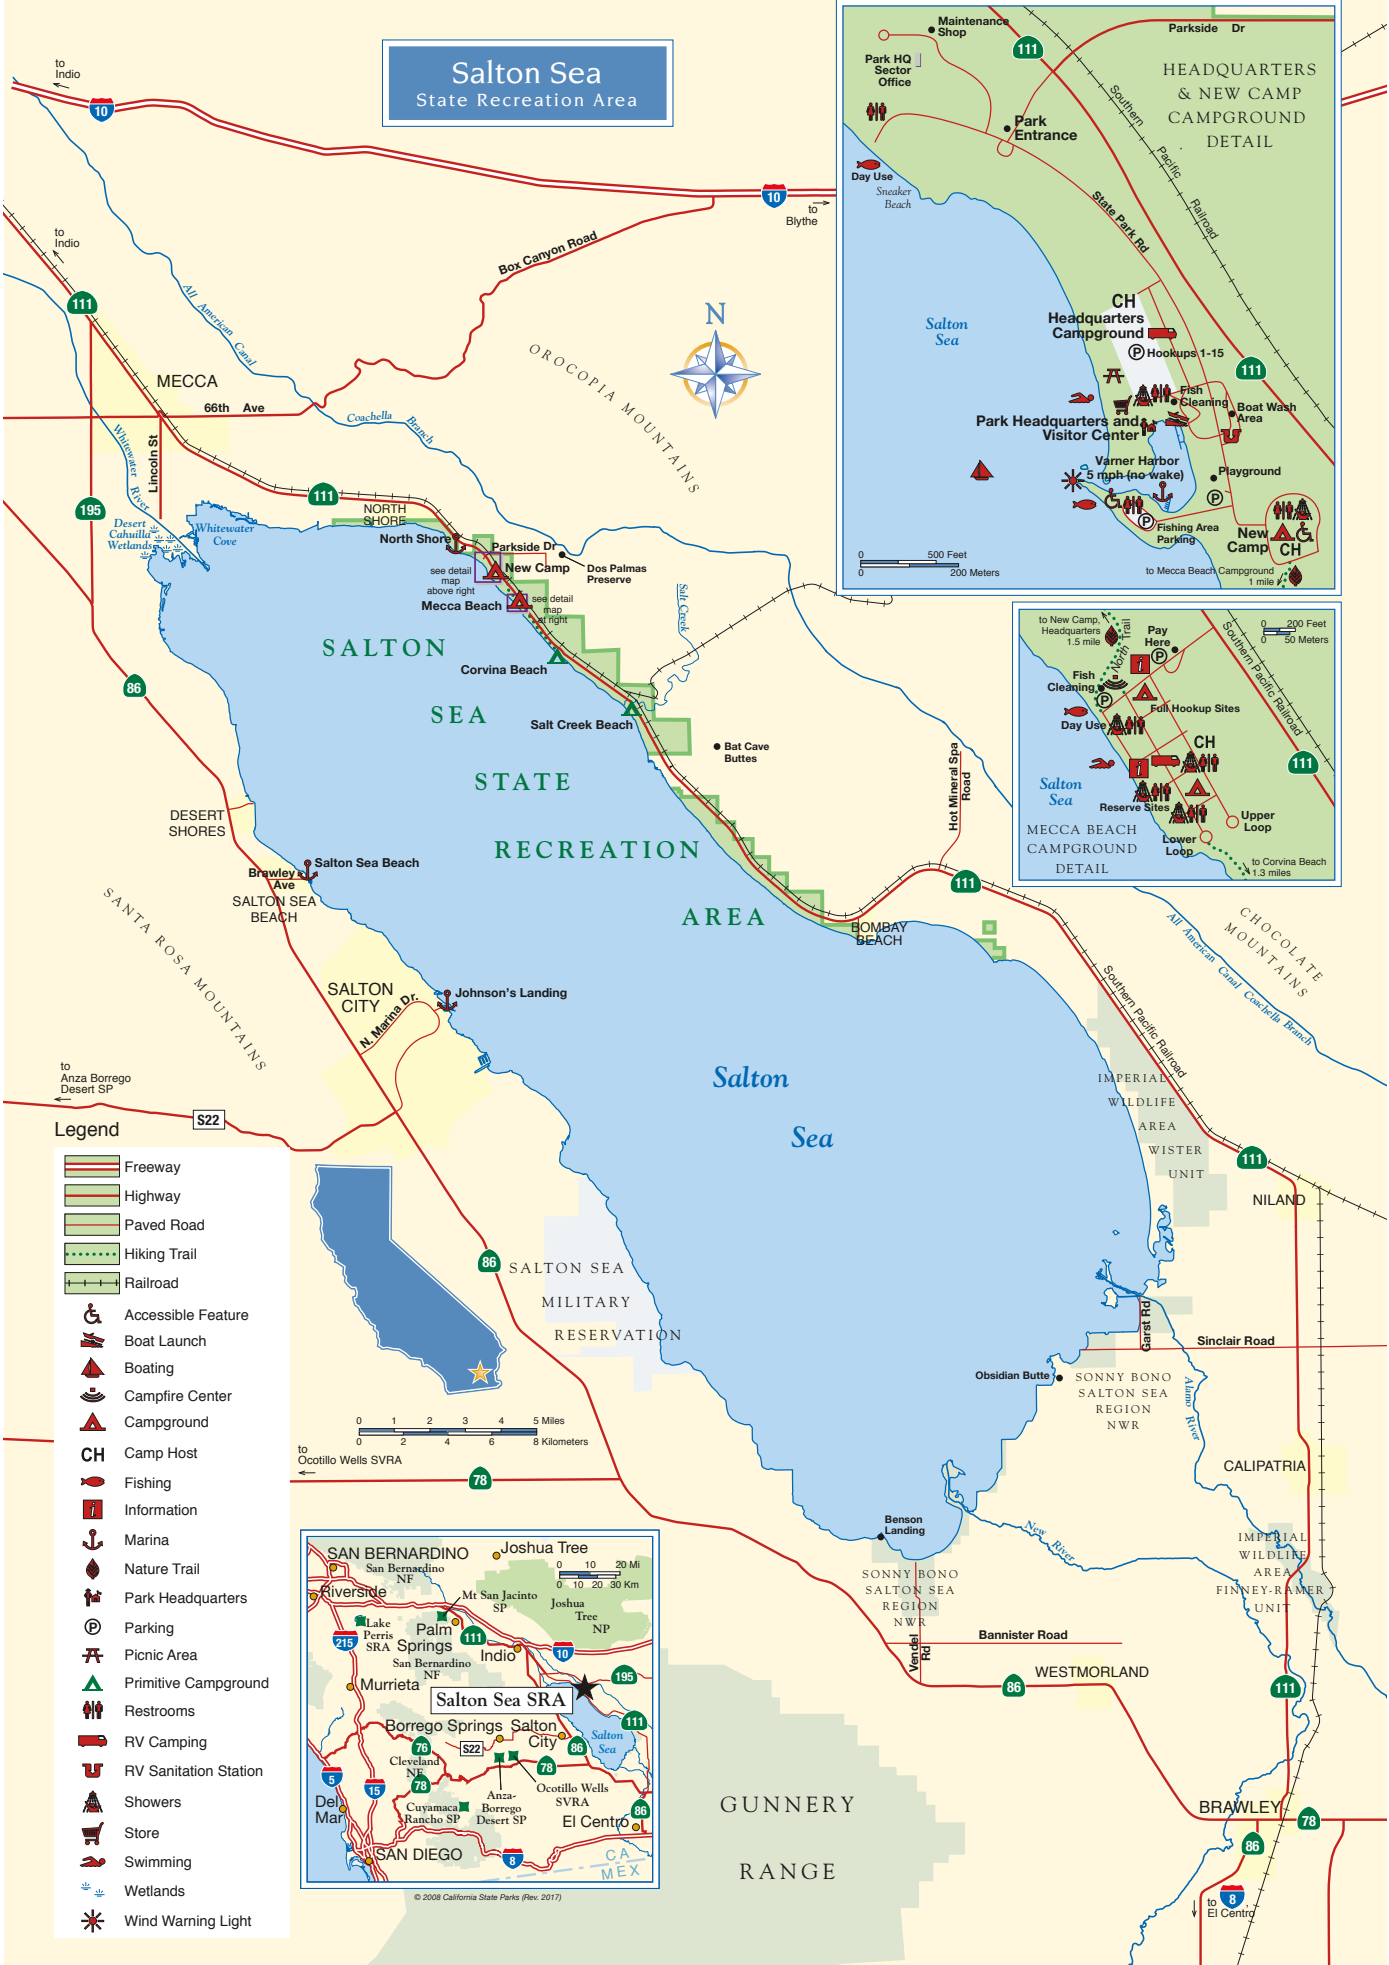 Salton Sea
State Recreation Area
to
Indio
10
10
to
Blythe
to
Indio
111
Box Canyon Road
All American
Canal
Coachella
Branch
N
OROCOPIA MOUNTAINS
MECCA
66th Ave
Whitewater
River
Lincoln St
195
111
NORTH
SHORE
Desert
Cahuilla
Wetlands
Whitewater
Cove
North Shore
Parkside Dr
New Camp
Dos Palmas
Preserve
see detail
map
above right
Mecca Beach
see detail
map
at right
Salt Creek
SALTON
SEA
STATE
RECREATION
AREA
Corvina Beach
Salt Creek Beach
Bat Cave
Buttes
86
Hot Mineral Spa
Road
DESERT
SHORES
Salton Sea Beach
Brawley
Ave
SALTON SEA
BEACH
111
BOMBAY
BEACH
SANTA ROSA MOUNTAINS
SALTON
CITY
Johnson's Landing
N. Marina Dr.
CHOCOLATE
MOUNTAINS
All American Canal Coachella Branch
Southern Pacific Railroad
to
Anza Borrego
Desert SP
S22
Salton
Sea
IMPERIAL
WILDLIFE
AREA
WISTER
UNIT
111
NILAND
86
SALTON SEA
MILITARY
RESERVATION
Garst Rd
Sinclair Road
Obsidian Butte
SONNY BONO
SALTON SEA
REGION
NWR
Alamo River
CALIPATRIA
0 1 2 3 4 5 Miles
0 2 4 6 8 Kilometers
to
Ocotillo Wells SVRA
78
Benson
Landing
New River
IMPERIAL
WILDLIFE
AREA
FINNEY-RAMER
UNIT
SONNY BONO
SALTON SEA
REGION
NWR
Vendel
Rd
Bannister Road
WESTMORLAND
86
111
GUNNERY
RANGE
BRAWLEY
78
86
to
8
El Centro
Legend
Freeway
Highway
Paved Road
Hiking Trail
Railroad
Accessible Feature
Boat Launch
Boating
Campfire Center
Campground
CH Camp Host
Fishing
Information
Marina
Nature Trail
Park Headquarters
P Parking
Picnic Area
Primitive Campground
Restrooms
RV Camping
RV Sanitation Station
Showers
Store
Swimming
Wetlands
Wind Warning Light
HEADQUARTERS
& NEW CAMP
CAMPGROUND
DETAIL
Maintenance
Shop
111
Parkside Dr
Park HQ
Sector
Office
Southern
Pacific
Railroad
Park
Entrance
Day Use
Sneaker
Beach
State Park Rd
Salton
Sea
CH
Headquarters
Campground
P Hookups 1-15
111
Fish
Cleaning
Boat Wash
Area
Park Headquarters and
Visitor Center
Varner Harbor
5 mph (no wake)
Playground
P
P
Fishing Area
Parking
New
Camp
CH
0 500 Feet
0 200 Meters
to Mecca Beach Campground
1 mile
to New Camp,
Headquarters
1.5 mile
North Trail
Pay
Here
P
0 200 Feet
0 50 Meters
Southern Pacific Railroad
Fish
Cleaning
P
Full Hookup Sites
Day Use
CH
111
Salton
Sea
Reserve Sites
Upper
Loop
MECCA BEACH
CAMPGROUND
DETAIL
Lower
Loop
to Corvina Beach
1.3 miles
SAN BERNARDINO
San Bernardino
NF
Joshua Tree
0 10 20 Mi
0 10 20 30 Km
Riverside
Mt San Jacinto
SP
Joshua
Tree
NP
Lake
Perris
SRA
215
Palm
Springs
111
Indio
10
San Bernardino
NF
195
Murrieta
Salton Sea SRA
111
Borrego Springs
Salton
City
Salton
Sea
76
S22
86
Cleveland
NF
78
78
5
15
Ocotillo Wells
SVRA
Anza-
Borrego
Desert SP
Del
Mar
Cuyamaca
Rancho SP
86
El Centro
SAN DIEGO
8
CA
MEX
© 2008 California State Parks (Rev. 2017)